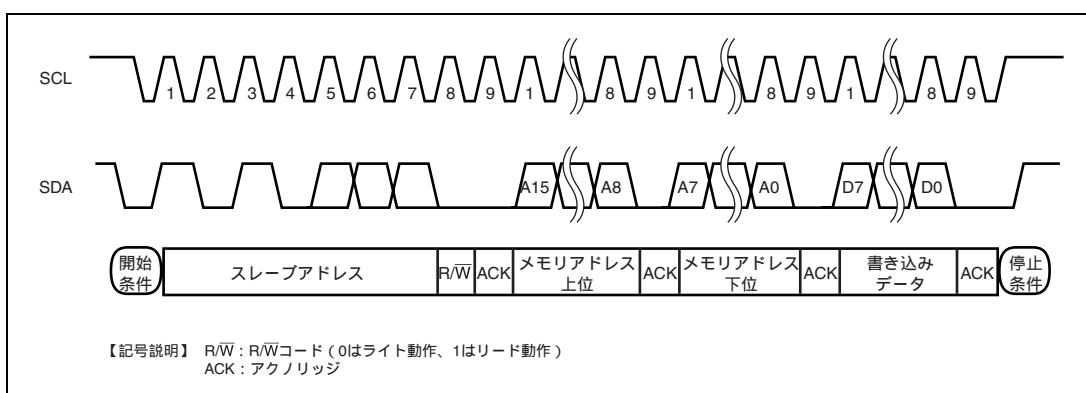 SCL
1 2 3 4 5 6 7 8 9 1 8 9 1 8 9 1 8 9
SDA
A15 A8 A7 A0 D7 D0
開始
条件
スレーブアドレス
R/W̅
ACK
メモリアドレス
上位
ACK
メモリアドレス
下位
ACK
書き込み
データ
ACK
停止
条件
【記号説明】 R/W̅：R/W̅コード（0はライト動作、1はリード動作）
ACK：アクノリッジ